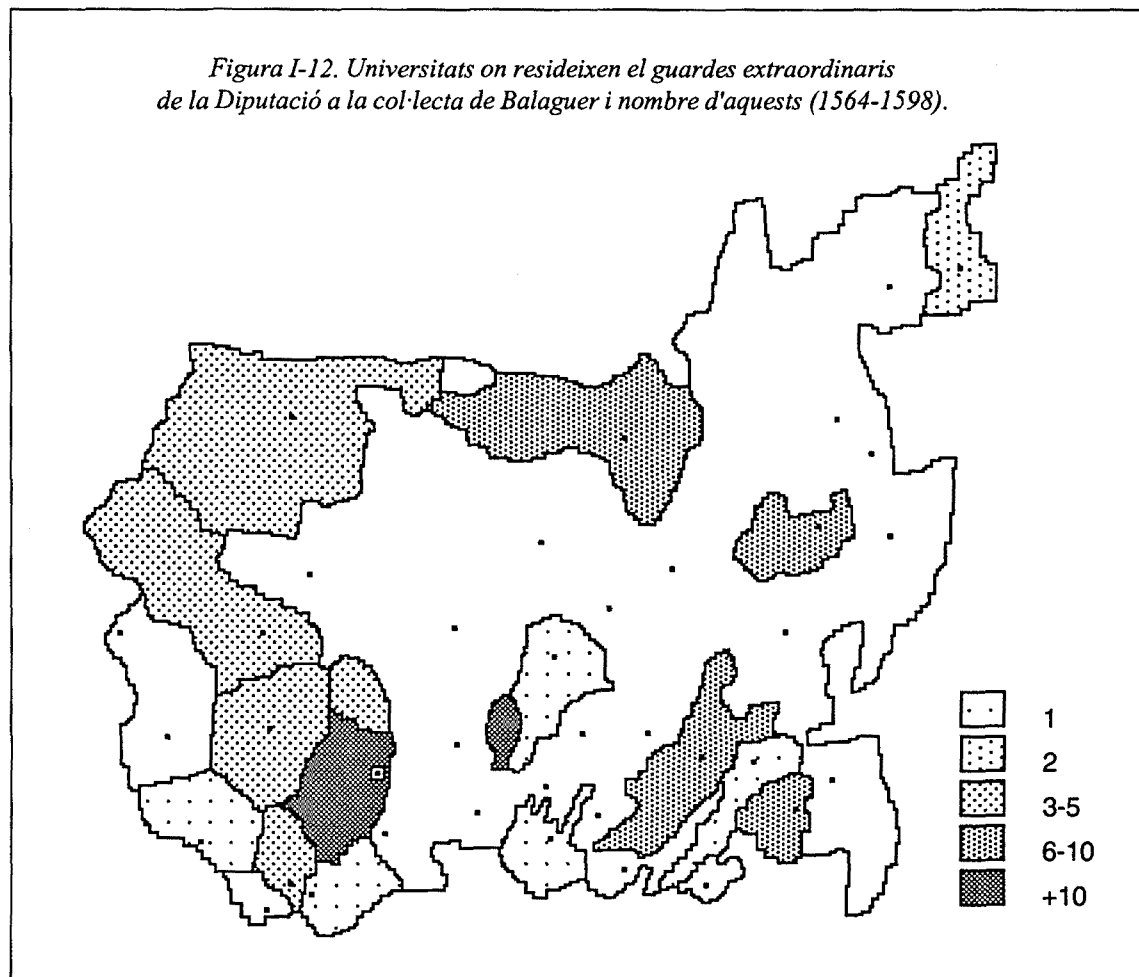 Figura I-12. Universitats on resideixen el guardes extraordinaris
de la Diputació a la col·lecta de Balaguer i nombre d'aquests (1564-1598).
1
2
3-5
6-10
+10